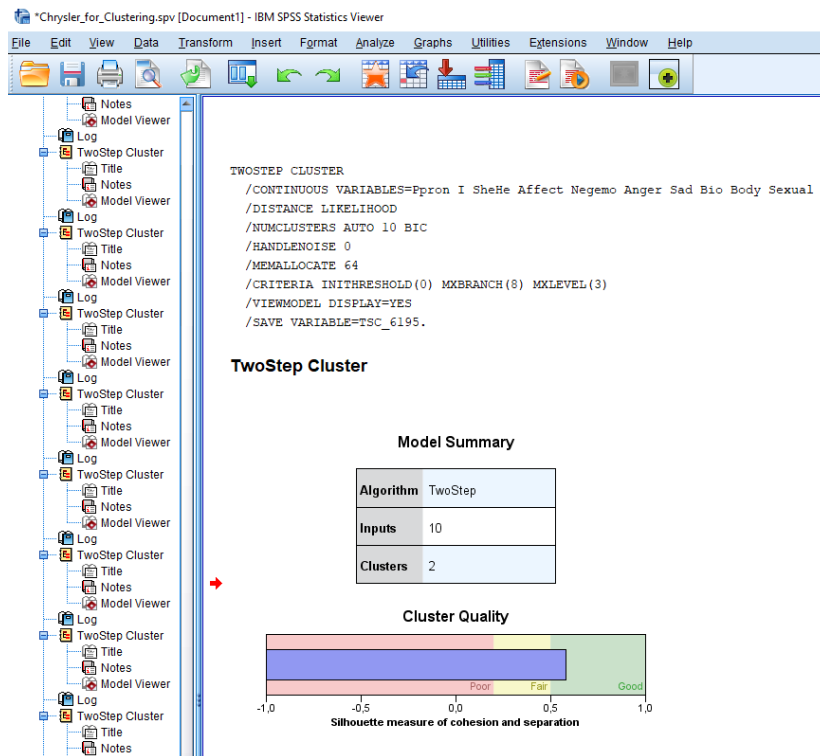 *Chrysler_for_Clustering.spv [Document1] - IBM SPSS Statistics Viewer
File Edit View Data Transform Insert Format Analyze Graphs Utilities Extensions Window Help
Notes
Model Viewer
Log
TwoStep Cluster
Title
Notes
Model Viewer
Log
TwoStep Cluster
Title
Notes
Model Viewer
Log
TwoStep Cluster
Title
Notes
Model Viewer
Log
TwoStep Cluster
Title
Notes
Model Viewer
Log
TwoStep Cluster
Title
Notes
Model Viewer
Log
TwoStep Cluster
Title
Notes
Model Viewer
Log
TwoStep Cluster
Title
Notes
Model Viewer
Log
TwoStep Cluster
Title
Notes
TWOSTEP CLUSTER
/CONTINUOUS VARIABLES=Ppron I SheHe Affect Negemo Anger Sad Bio Body Sexual
/DISTANCE LIKELIHOOD
/NUMCLUSTERS AUTO 10 BIC
/HANDLENOISE 0
/MEMALLOCATE 64
/CRITERIA INITHRESHOLD(0) MXBRANCH(8) MXLEVEL(3)
/VIEWMODEL DISPLAY=YES
/SAVE VARIABLE=TSC_6195.
TwoStep Cluster
Model Summary
Algorithm TwoStep
Inputs 10
Clusters 2
Cluster Quality
Poor Fair Good
-1,0 -0,5 0,0 0,5 1,0
Silhouette measure of cohesion and separation